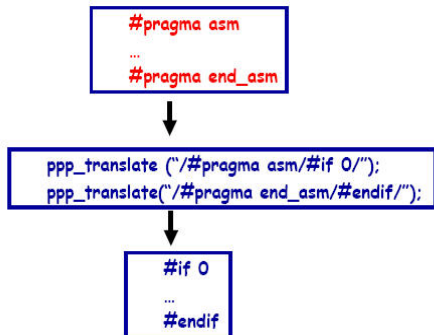 #pragma asm
...
#pragma end_asm
ppp_translate (“/#pragma asm/#if 0/”);
ppp_translate(“/#pragma end_asm/#endif/”);
#if 0
...
#endif